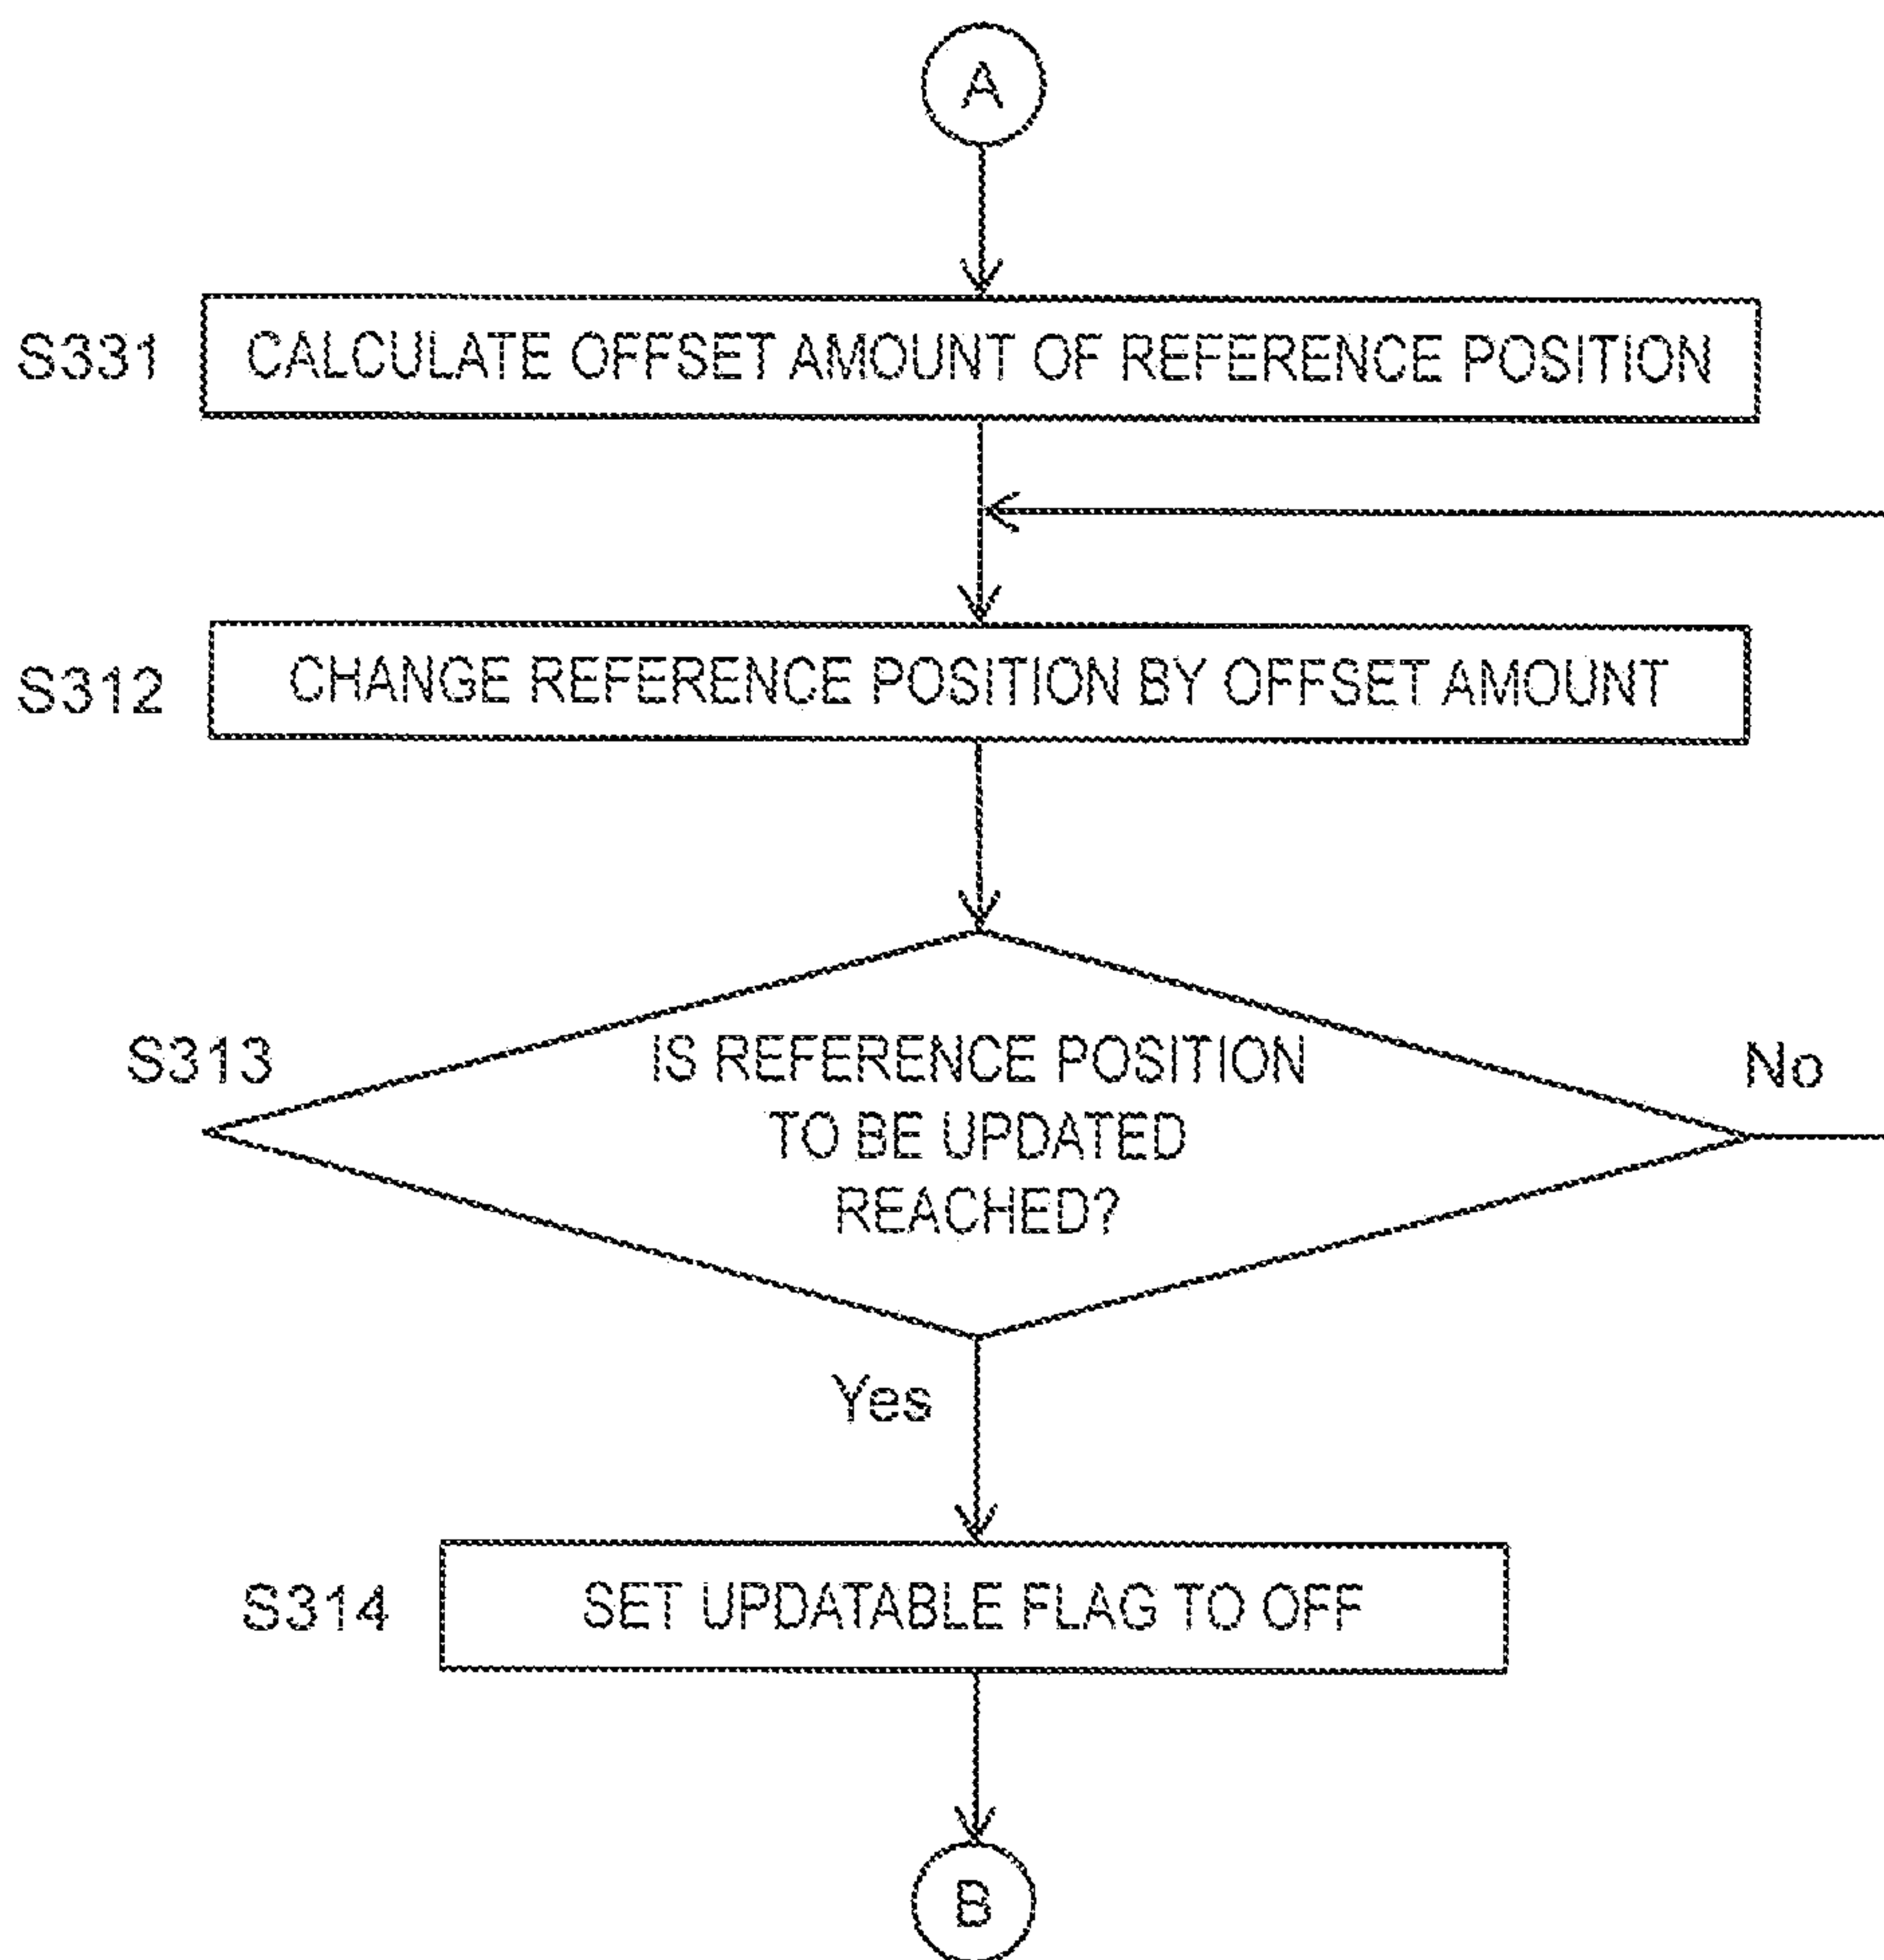 A
S331
CALCULATE OFFSET AMOUNT OF REFERENCE POSITION
S312
CHANGE REFERENCE POSITION BY OFFSET AMOUNT
S313
IS REFERENCE POSITION
TO BE UPDATED
REACHED?
No
Yes
S314
SET UPDATABLE FLAG TO OFF
B